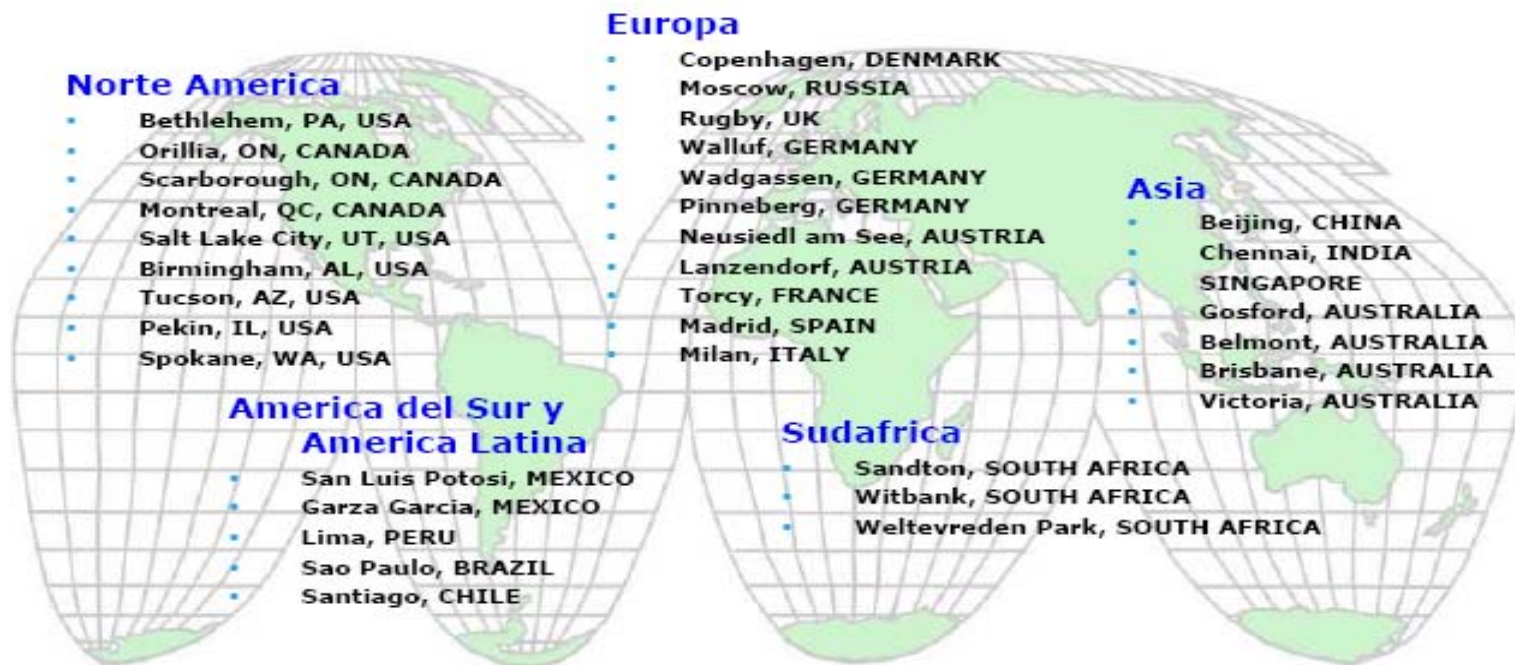 Norte America
Bethlehem, PA, USA
Orillia, ON, CANADA
Scarborough, ON, CANADA
Montreal, QC, CANADA
Salt Lake City, UT, USA
Birmingham, AL, USA
Tucson, AZ, USA
Pekin, IL, USA
Spokane, WA, USA
America del Sur y
America Latina
San Luis Potosi, MEXICO
Garza Garcia, MEXICO
Lima, PERU
Sao Paulo, BRAZIL
Santiago, CHILE
Europa
Copenhagen, DENMARK
Moscow, RUSSIA
Rugby, UK
Walluf, GERMANY
Wadgassen, GERMANY
Pinneberg, GERMANY
Neusiedl am See, AUSTRIA
Lanzendorf, AUSTRIA
Torcy, FRANCE
Madrid, SPAIN
Milan, ITALY
Sudafrica
Sandton, SOUTH AFRICA
Witbank, SOUTH AFRICA
Weltevreden Park, SOUTH AFRICA
Asia
Beijing, CHINA
Chennai, INDIA
SINGAPORE
Gosford, AUSTRALIA
Belmont, AUSTRALIA
Brisbane, AUSTRALIA
Victoria, AUSTRALIA